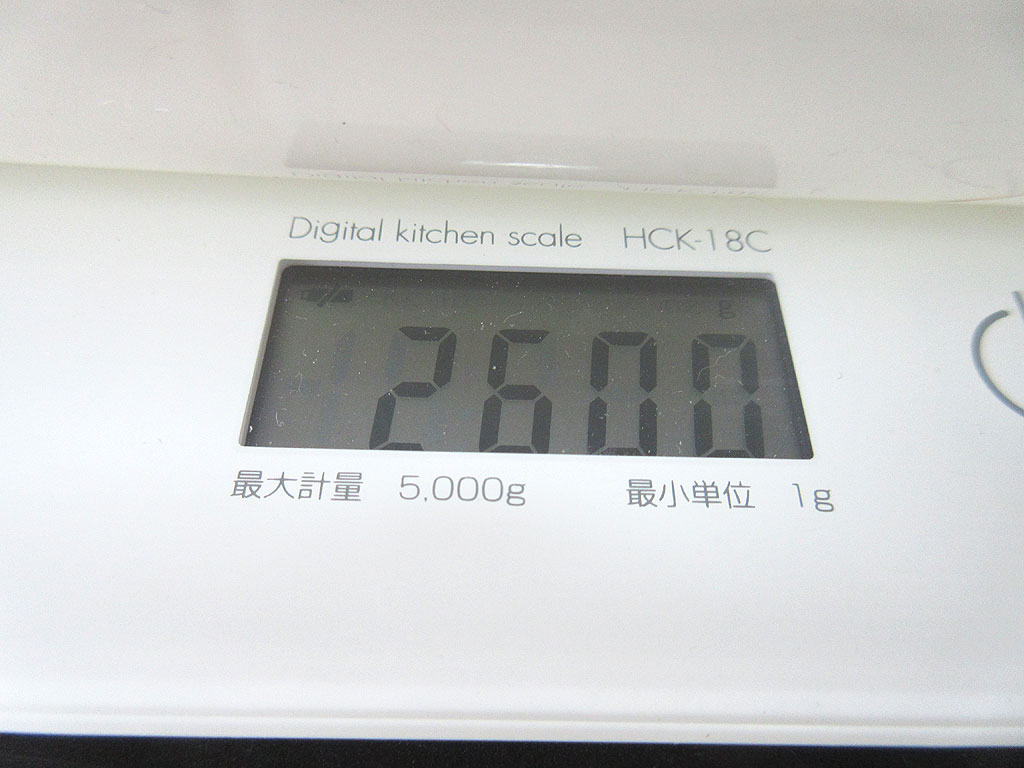 Digital kitchen scale HCK-18C
g
2600
最大計量 5,000g 最小単位 1g